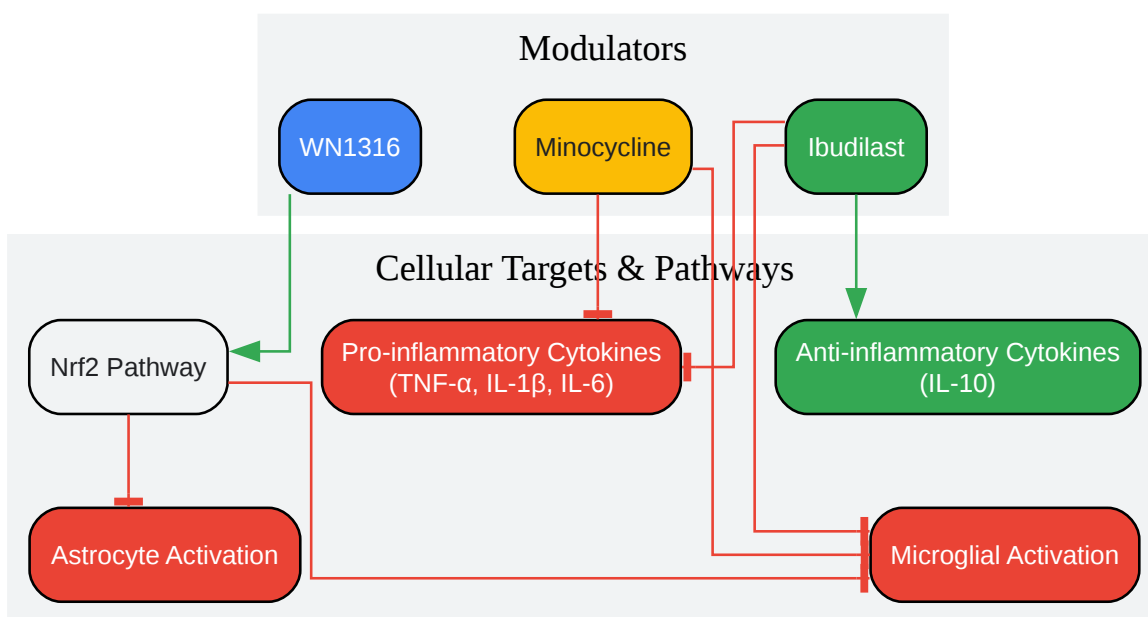 Modulators
WN1316
Minocycline
Ibudilast
Cellular Targets & Pathways
Nrf2 Pathway
Pro-inflammatory Cytokines
(TNF-α, IL-1β, IL-6)
Anti-inflammatory Cytokines
(IL-10)
Astrocyte Activation
Microglial Activation